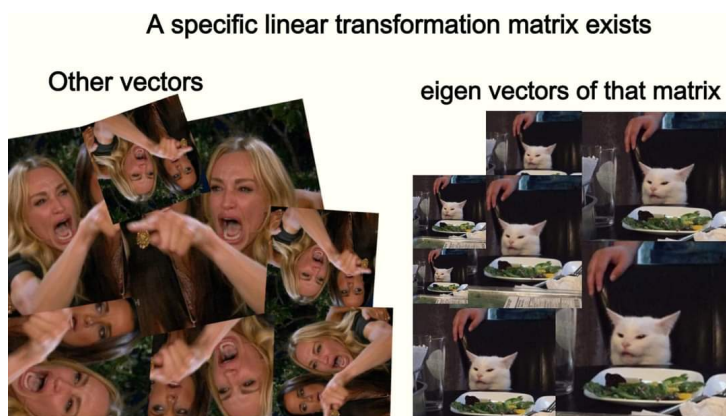 A specific linear transformation matrix exists
Other vectors
eigen vectors of that matrix